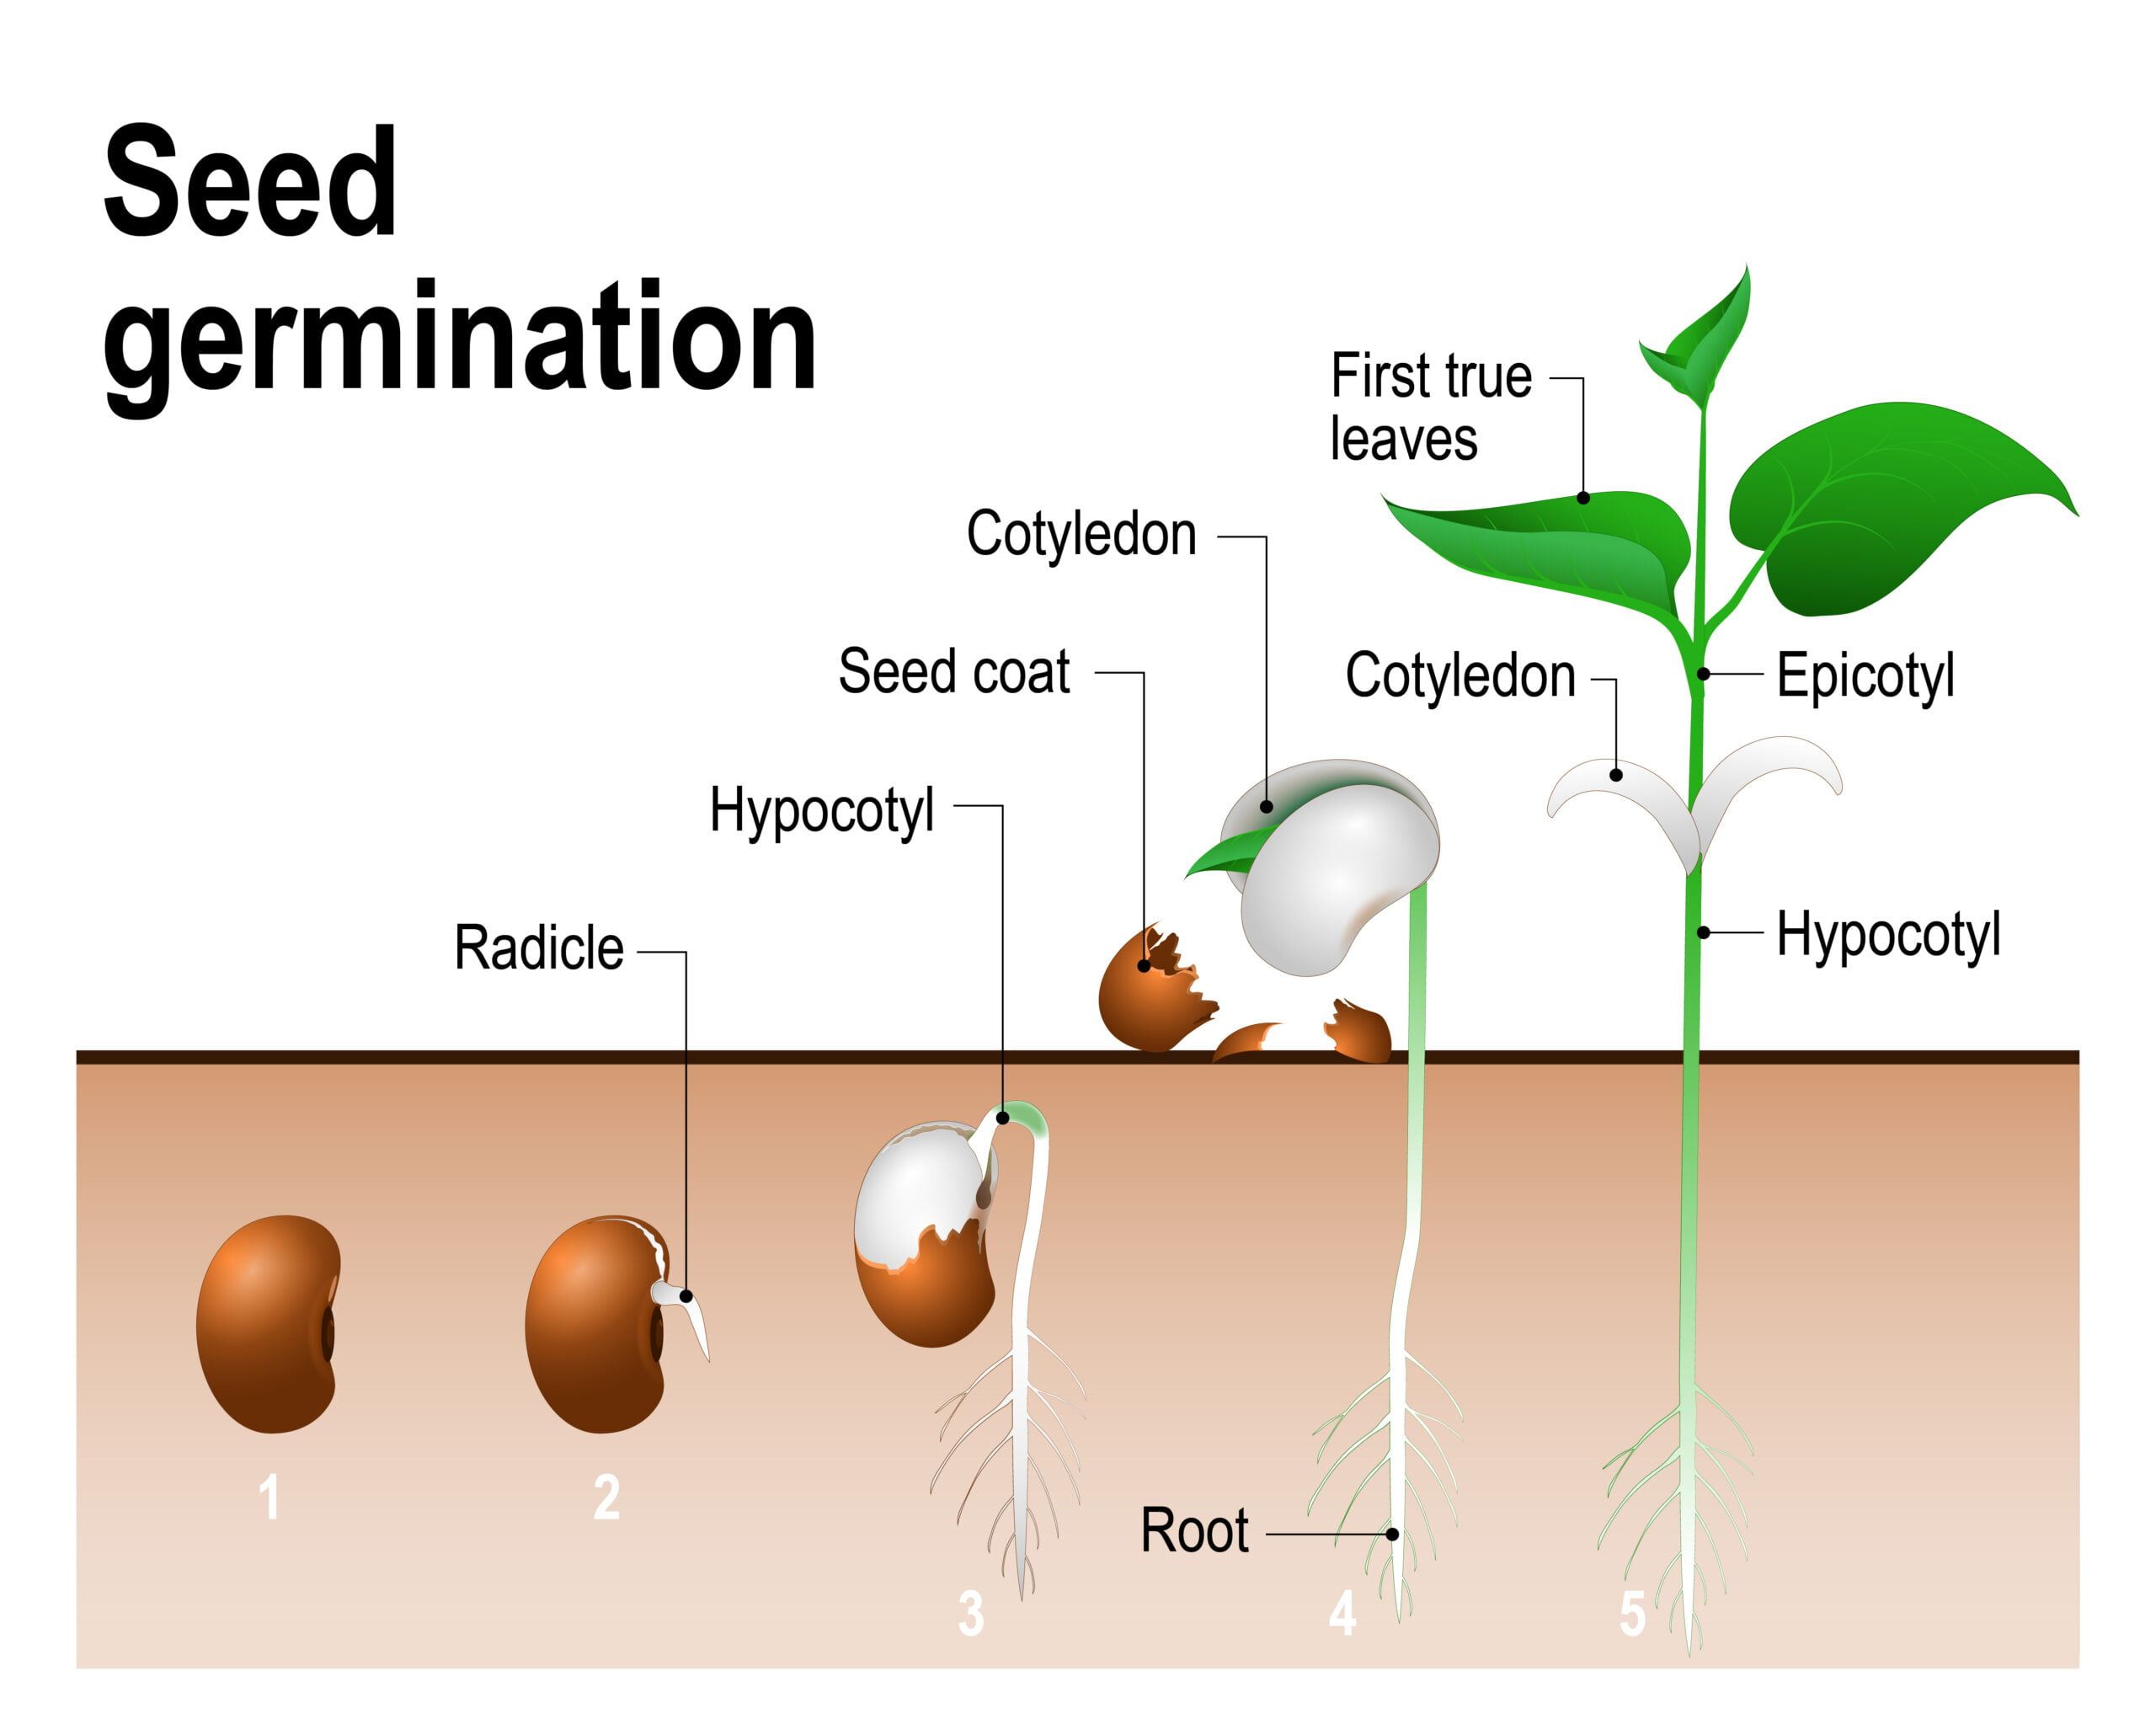 Seed
germination
First true
leaves
Cotyledon
Seed coat
Cotyledon
Epicotyl
Hypocotyl
Radicle
Hypocotyl
1
2
Root
3
4
5